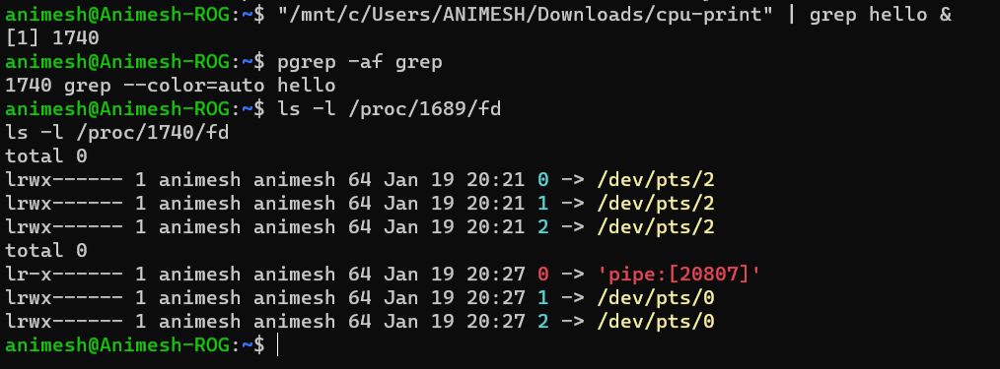 animesh@Animesh-ROG:~$ "/mnt/c/Users/ANIMESH/Downloads/cpu-print" | grep hello &
[1] 1740
animesh@Animesh-ROG:~$ pgrep -af grep
1740 grep --color=auto hello
animesh@Animesh-ROG:~$ ls -l /proc/1689/fd
ls -l /proc/1740/fd
total 0
lrwx------ 1 animesh animesh 64 Jan 19 20:21 0 -> /dev/pts/2
lrwx------ 1 animesh animesh 64 Jan 19 20:21 1 -> /dev/pts/2
lrwx------ 1 animesh animesh 64 Jan 19 20:21 2 -> /dev/pts/2
total 0
lr-x------ 1 animesh animesh 64 Jan 19 20:27 0 -> 'pipe:[20807]'
lrwx------ 1 animesh animesh 64 Jan 19 20:27 1 -> /dev/pts/0
lrwx------ 1 animesh animesh 64 Jan 19 20:27 2 -> /dev/pts/0
animesh@Animesh-ROG:~$